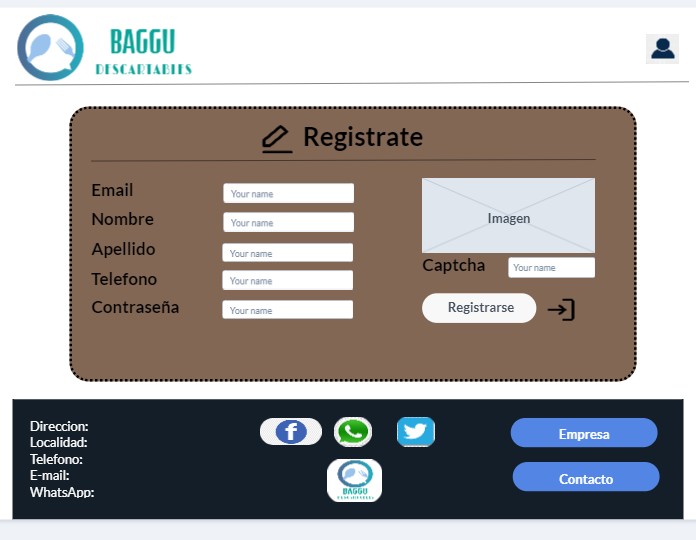 BAGGU
DESCARTABLES
Registrate
Email
Your name
Nombre
Your name
Apellido
Your name
Telefono
Your name
Contraseña
Your name
Imagen
Captcha
Your name
Registrarse
Direccion:
Localidad:
Telefono:
E-mail:
WhatsApp:
f
BAGGU
DESCARTABLES
Empresa
Contacto